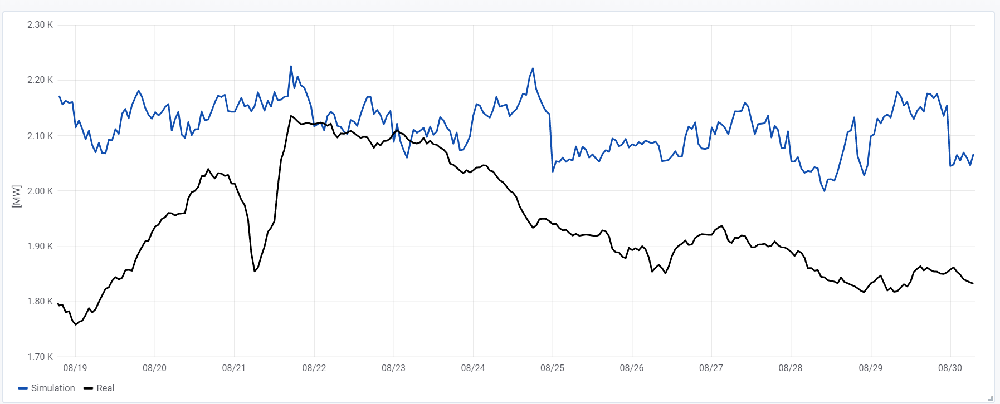 2.30 K
2.20 K
2.10 K
2.00 K
1.90 K
1.80 K
1.70 K
[MW]
08/19 08/20 08/21 08/22 08/23 08/24 08/25 08/26 08/27 08/28 08/29 08/30
Simulation Real